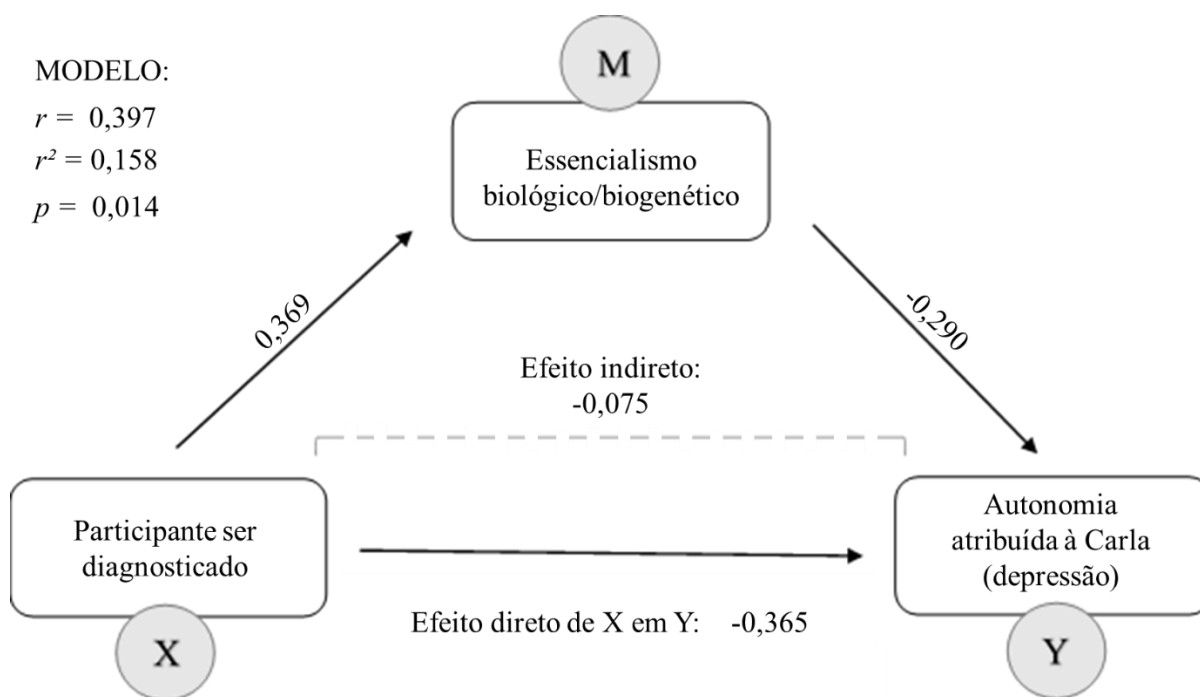 MODELO:
r = 0,397
r² = 0,158
p = 0,014
M
Essencialismo
biológico/biogenético
0,369
-0,290
Efeito indireto:
-0,075
Participante ser
diagnosticado
X
Efeito direto de X em Y: -0,365
Autonomia
atribuída à Carla
(depressão)
Y